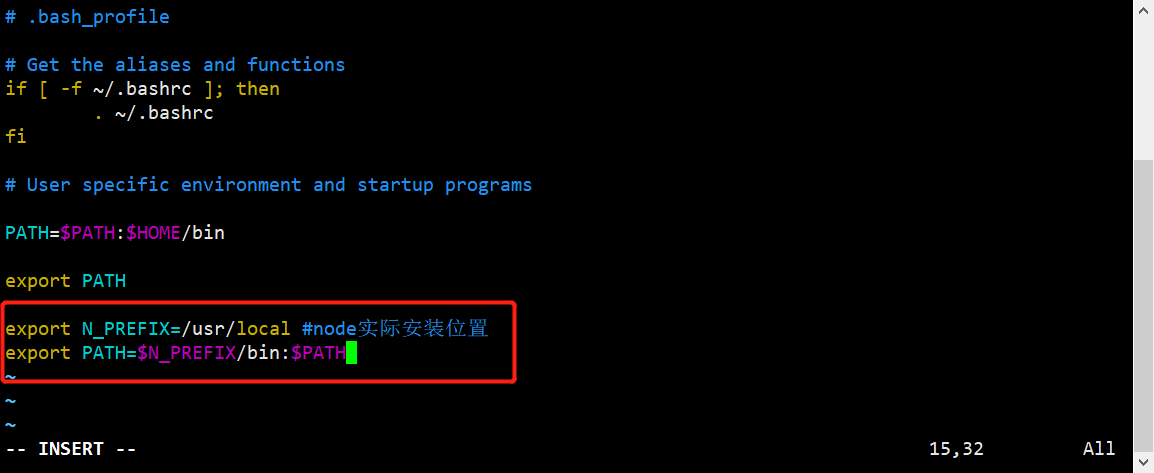 # .bash_profile
# Get the aliases and functions
if [ -f ~/.bashrc ]; then
        . ~/.bashrc
fi
# User specific environment and startup programs
PATH=$PATH:$HOME/bin
export PATH
export N_PREFIX=/usr/local #node实际安装位置
export PATH=$N_PREFIX/bin:$PATH
~
~
~
-- INSERT -- 15,32 All